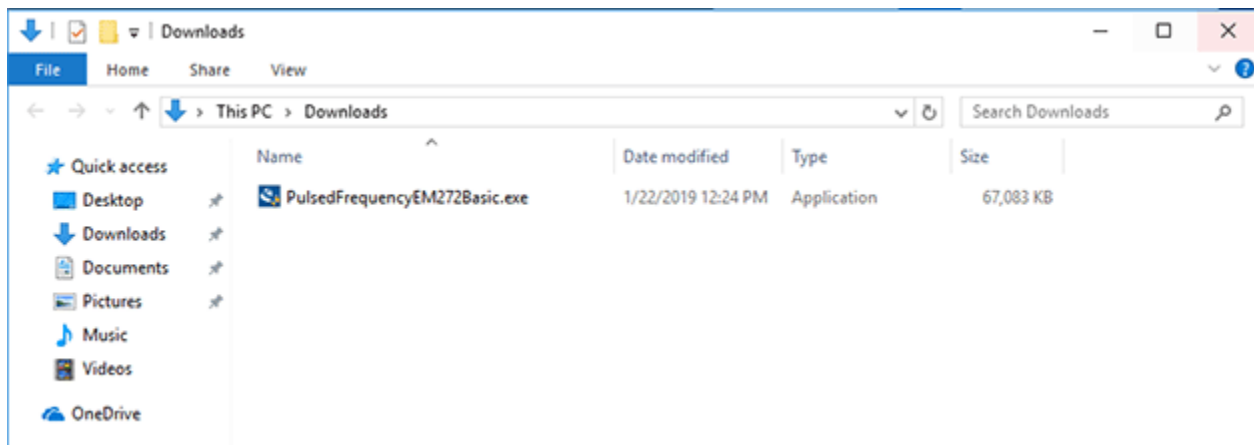 Downloads
File Home Share View
This PC > Downloads Search Downloads
Name Date modified Type Size
Quick access
PulsedFrequencyEM272Basic.exe 1/22/2019 12:24 PM Application 67,083 KB
Desktop
Downloads
Documents
Pictures
Music
Videos
OneDrive